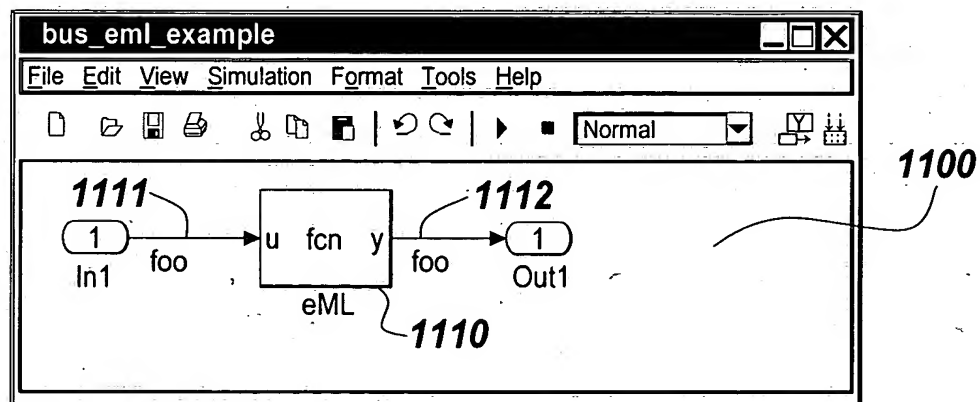 bus_eml_example
File Edit View Simulation Format Tools Help
Normal
Y
1100
1111
1112
1
u fcn y
1
In1
foo
foo
Out1
eML
1110